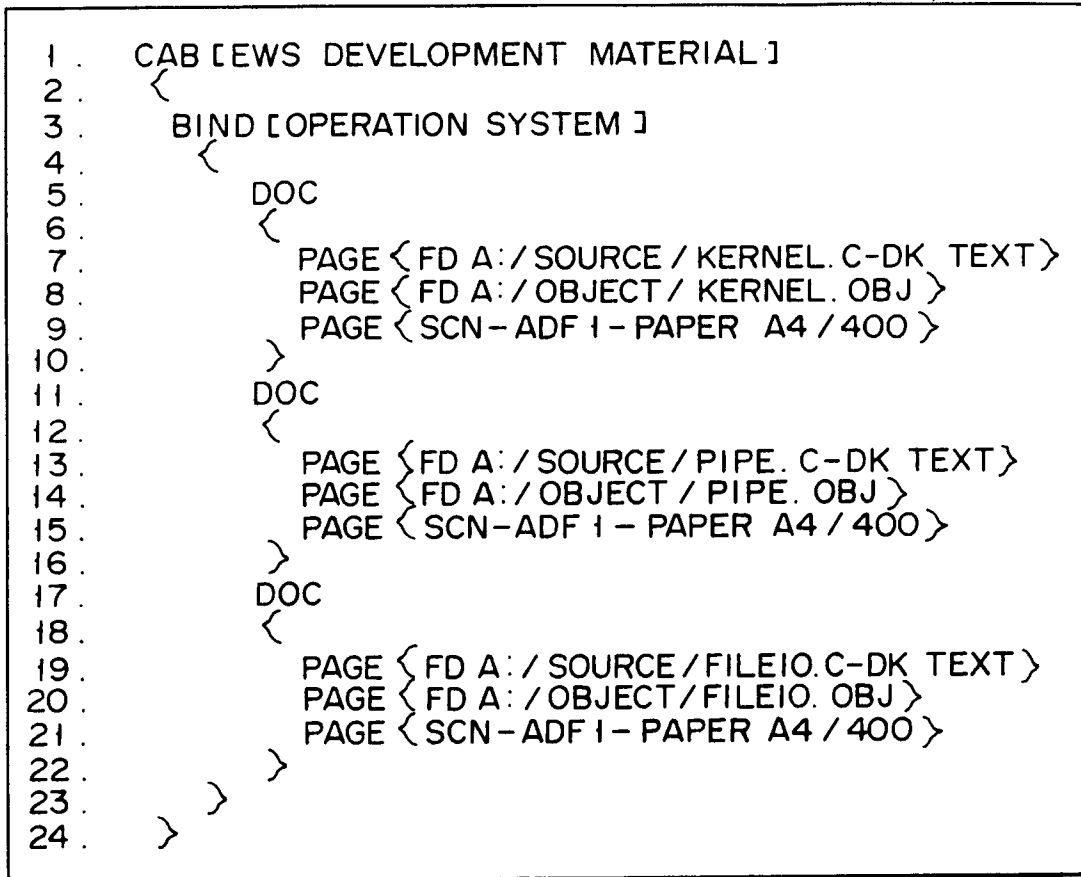 1. CAB [EWS DEVELOPMENT MATERIAL]
2. {
3. BIND [OPERATION SYSTEM]
4. {
5. DOC
6. {
7. PAGE {FD A:/SOURCE/KERNEL.C-DK TEXT}
8. PAGE {FD A:/OBJECT/KERNEL.OBJ}
9. PAGE {SCN-ADF1-PAPER A4/400}
10. }
11. DOC
12. {
13. PAGE {FD A:/SOURCE/PIPE.C-DK TEXT}
14. PAGE {FD A:/OBJECT/PIPE.OBJ}
15. PAGE {SCN-ADF1-PAPER A4/400}
16. }
17. DOC
18. {
19. PAGE {FD A:/SOURCE/FILEIO.C-DK TEXT}
20. PAGE {FD A:/OBJECT/FILEIO.OBJ}
21. PAGE {SCN-ADF1-PAPER A4/400}
22. }
23. }
24. }